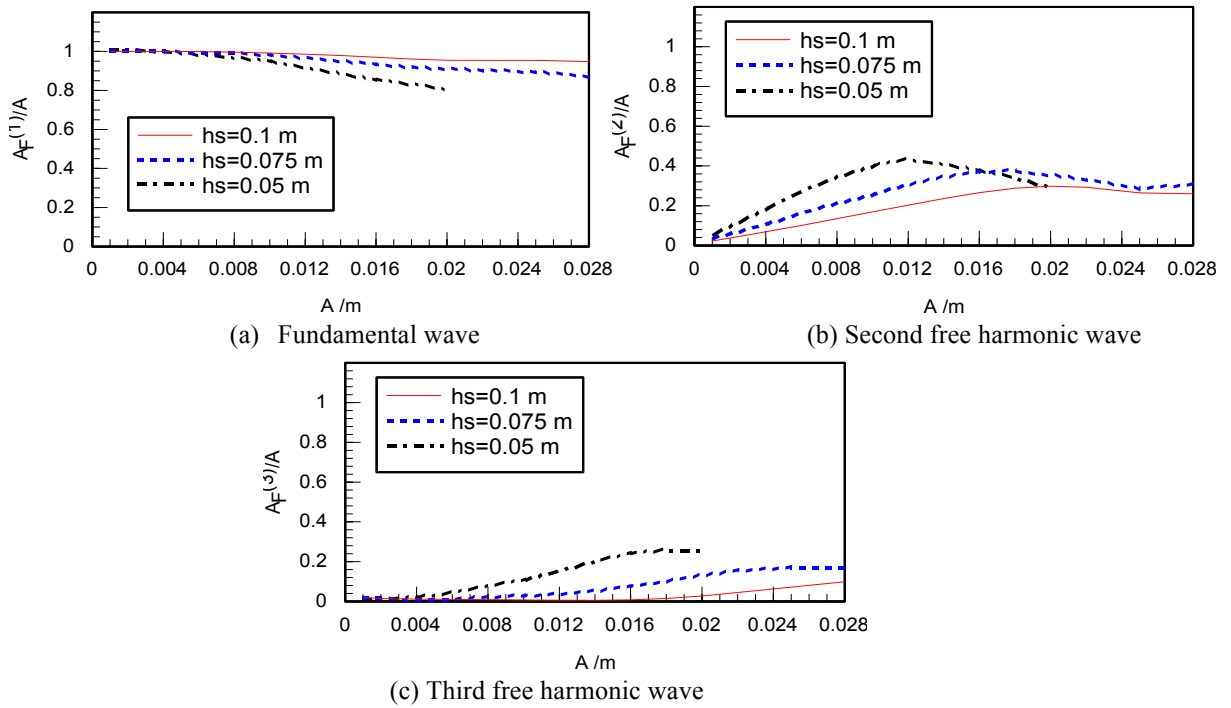 1
0.8
0.6
0.4
0.2
0
A_F^(1)/A
hs=0.1 m
hs=0.075 m
hs=0.05 m
0 0.004 0.008 0.012 0.016 0.02 0.024 0.028
A /m
(a) Fundamental wave
1
0.8
0.6
0.4
0.2
0
A_F^(2)/A
hs=0.1 m
hs=0.075 m
hs=0.05 m
0 0.004 0.008 0.012 0.016 0.02 0.024 0.028
A /m
(b) Second free harmonic wave
1
0.8
0.6
0.4
0.2
0
A_F^(3)/A
hs=0.1 m
hs=0.075 m
hs=0.05 m
0 0.004 0.008 0.012 0.016 0.02 0.024 0.028
A /m
(c) Third free harmonic wave